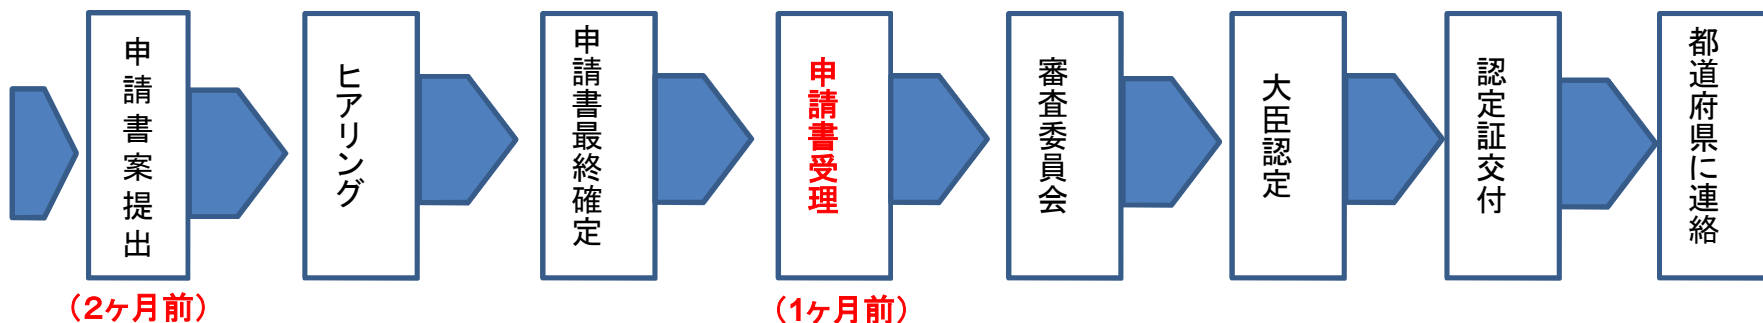 申請書案提出
ヒアリング
申請書最終確定
申請書受理
審査委員会
大臣認定
認定証交付
都道府県に連絡
（2ヶ月前）
（1ヶ月前）